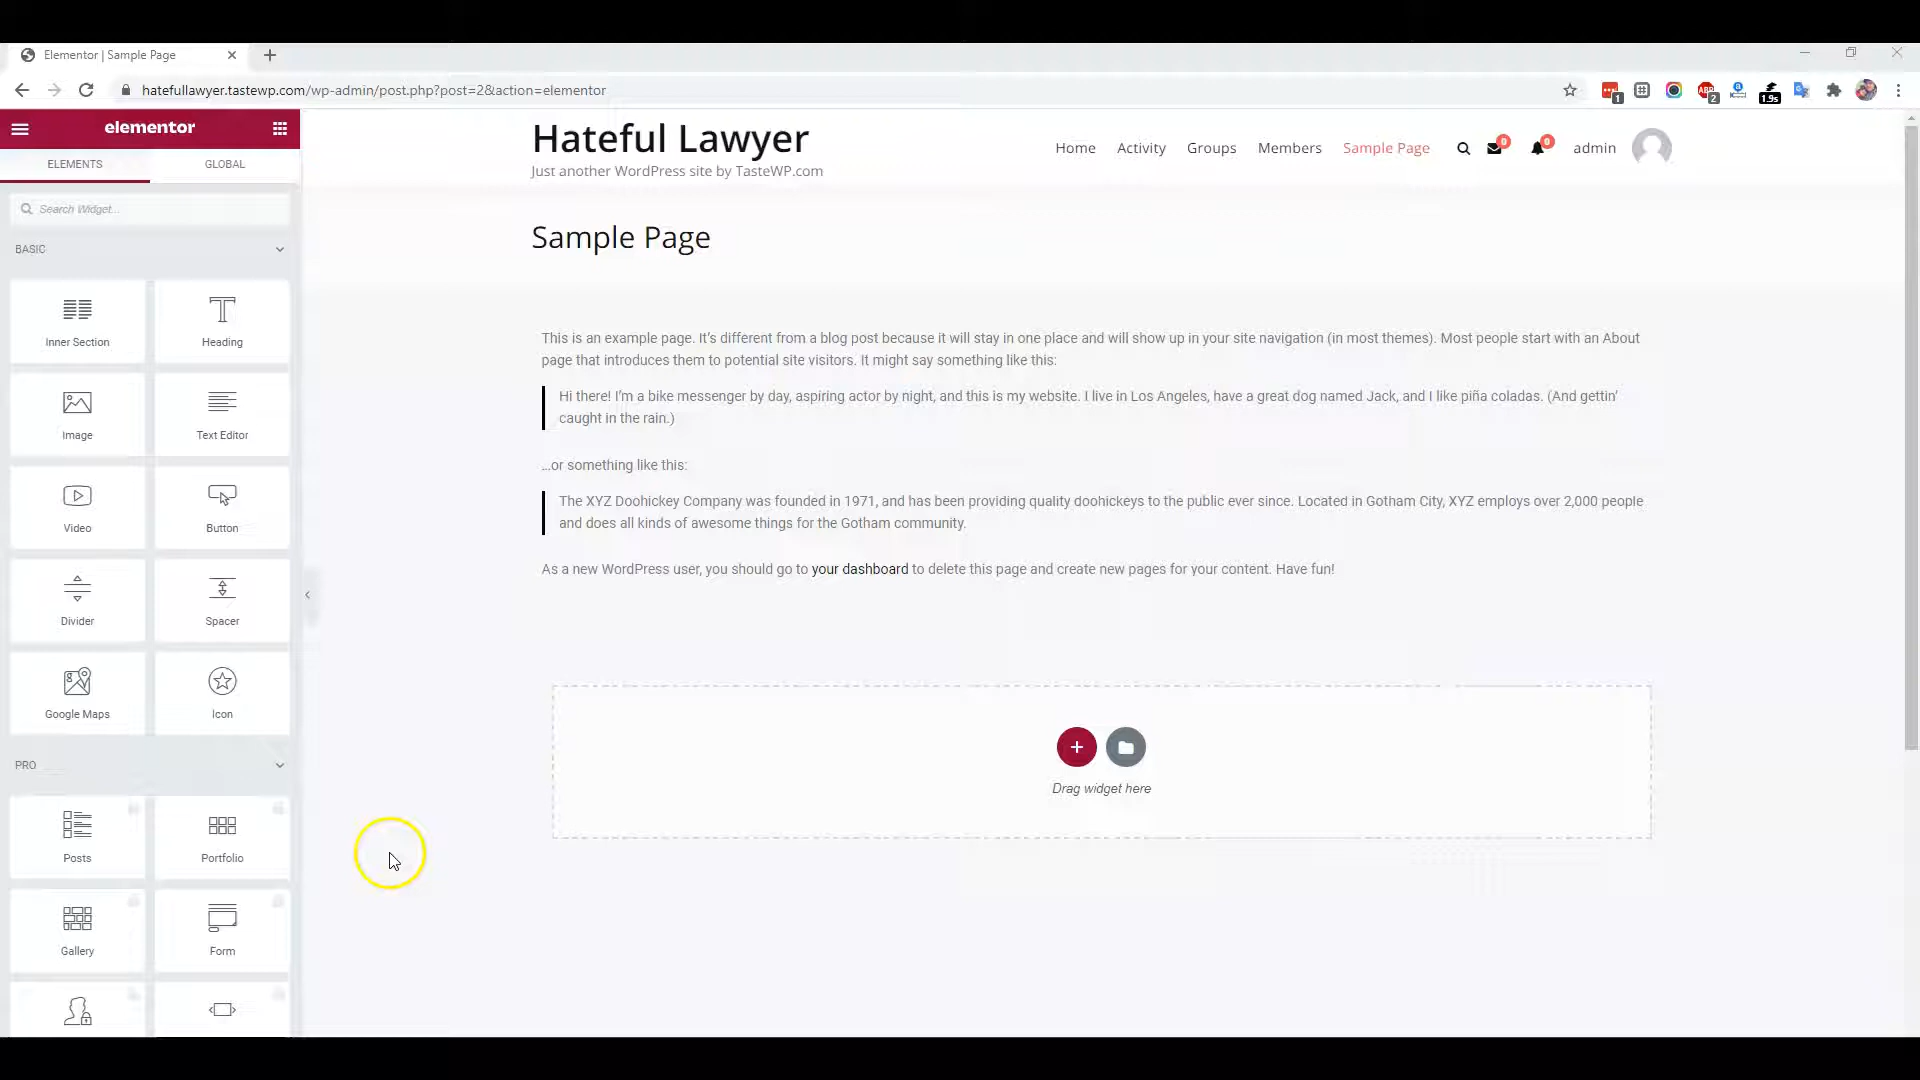 Elementor | Sample Page
hatefullawyer.tastewp.com/wp-admin/post.php?post=2&action=elementor
1
ABP
2
1.9s
elementor
ELEMENTS
GLOBAL
Search Widget...
BASIC
Inner Section
Heading
Image
Text Editor
Video
Button
Divider
Spacer
Google Maps
Icon
PRO
Posts
Portfolio
Gallery
Form
Hateful Lawyer
Just another WordPress site by TasteWP.com
Home
Activity
Groups
Members
Sample Page
0
0
admin
Sample Page
This is an example page. It’s different from a blog post because it will stay in one place and will show up in your site navigation (in most themes). Most people start with an About
page that introduces them to potential site visitors. It might say something like this:
Hi there! I’m a bike messenger by day, aspiring actor by night, and this is my website. I live in Los Angeles, have a great dog named Jack, and I like piña coladas. (And gettin’
caught in the rain.)
…or something like this:
The XYZ Doohickey Company was founded in 1971, and has been providing quality doohickeys to the public ever since. Located in Gotham City, XYZ employs over 2,000 people
and does all kinds of awesome things for the Gotham community.
As a new WordPress user, you should go to your dashboard to delete this page and create new pages for your content. Have fun!
Drag widget here